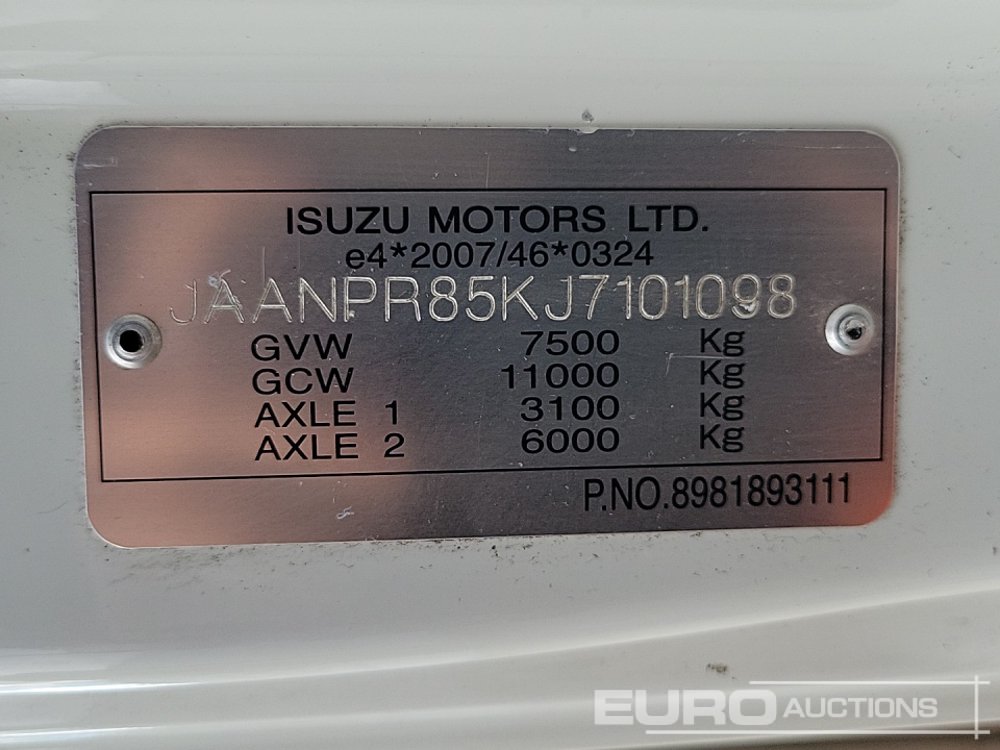 ISUZU MOTORS LTD.
e4*2007/46*0324
JAANPR85KJ7101098
GVW 7500 Kg
GCW 11000 Kg
AXLE 1 3100 Kg
AXLE 2 6000 Kg
P.NO.8981893111
EURO AUCTIONS